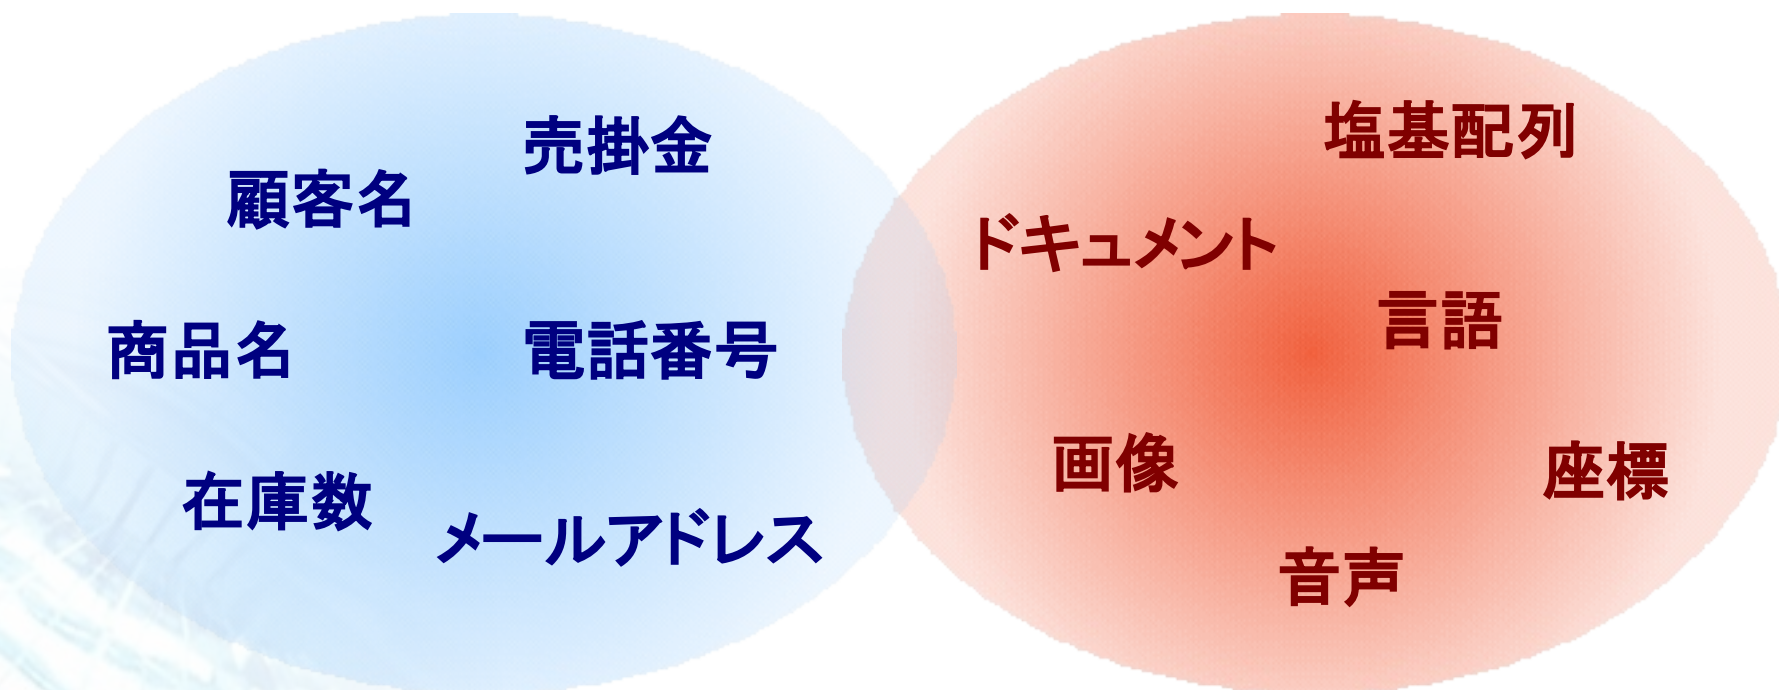 売掛金
顧客名
商品名
電話番号
在庫数
メールアドレス
塩基配列
ドキュメント
言語
画像
座標
音声